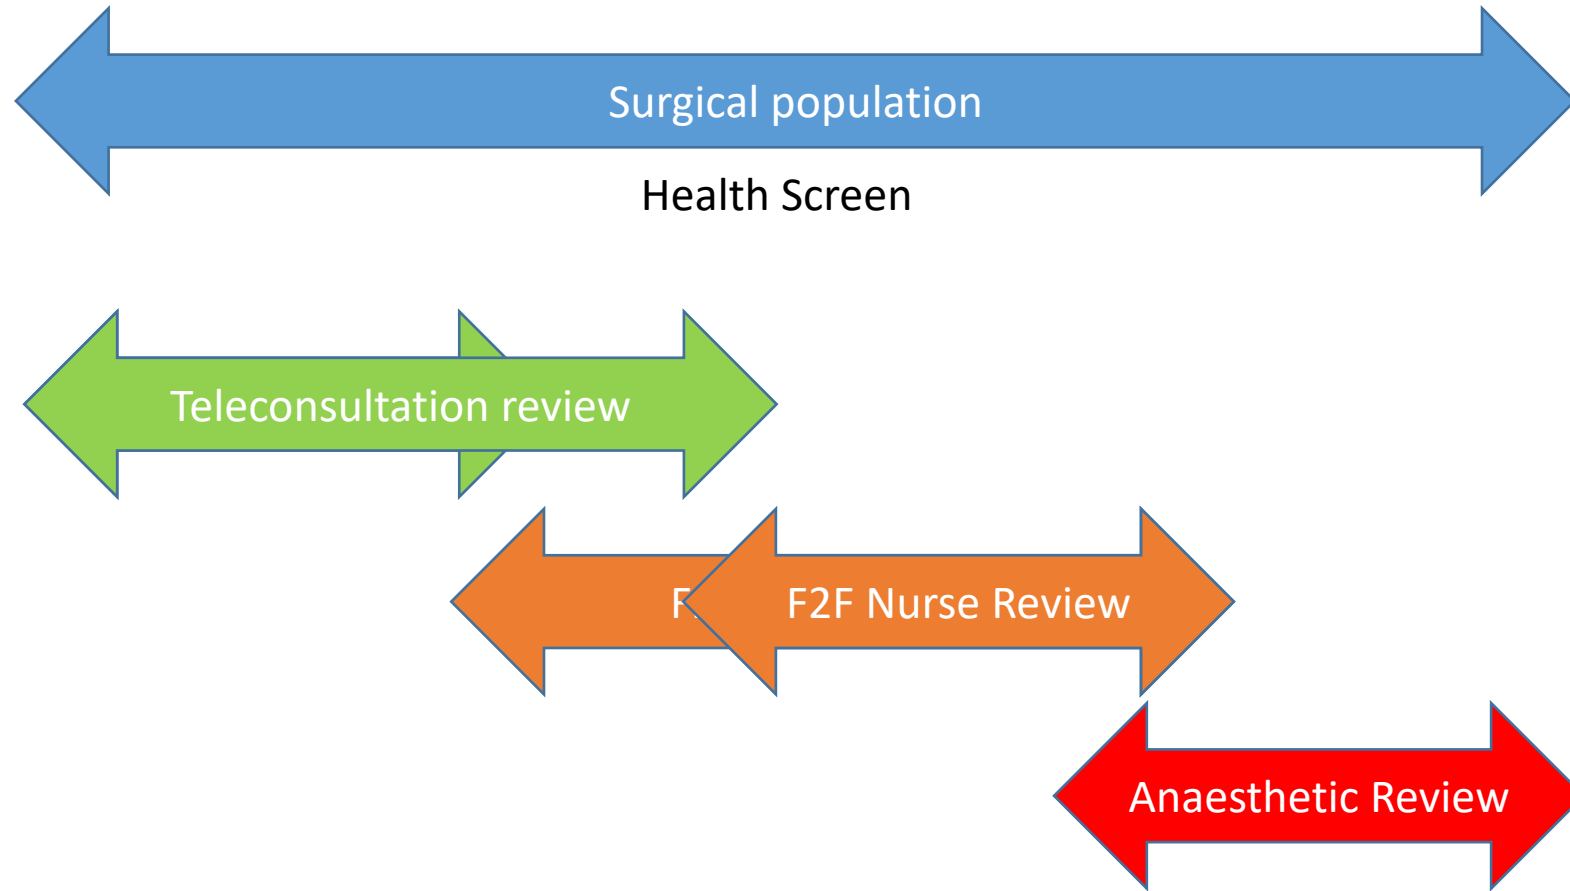 Surgical population
Health Screen
Teleconsultation review
F2F Nurse Review
Anaesthetic Review